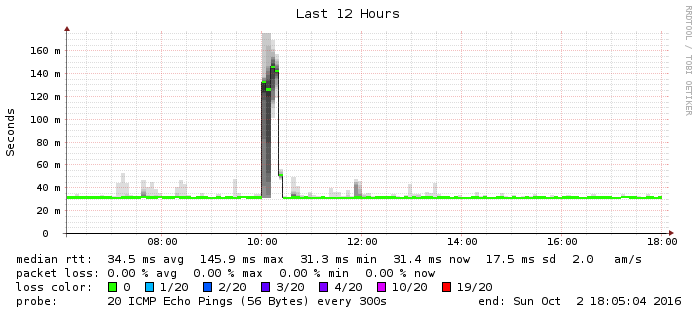 Last 12 Hours
RRDTOOL / TOBI OETIKER
Seconds
160 m
140 m
120 m
100 m
80 m
60 m
40 m
20 m
0
08:00 10:00 12:00 14:00 16:00 18:00
median rtt: 34.5 ms avg 145.9 ms max 31.3 ms min 31.4 ms now 17.5 ms sd 2.0 am/s
packet loss: 0.00 % avg 0.00 % max 0.00 % min 0.00 % now
loss color: 0 1/20 2/20 3/20 4/20 10/20 19/20
probe: 20 ICMP Echo Pings (56 Bytes) every 300s end: Sun Oct 2 18:05:04 2016